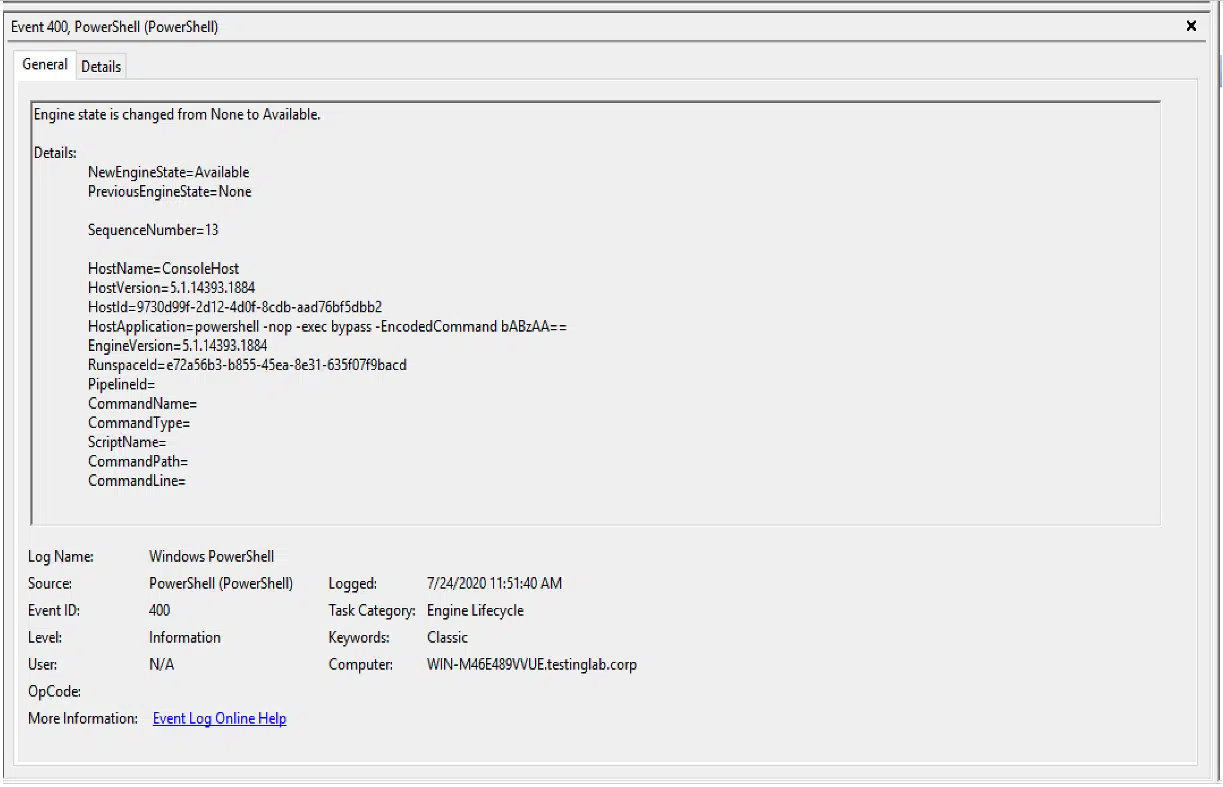 Event 400, PowerShell (PowerShell)
General Details
Engine state is changed from None to Available.
Details:
NewEngineState=Available
PreviousEngineState=None
SequenceNumber=13
HostName=ConsoleHost
HostVersion=5.1.14393.1884
HostId=9730d99f-2d12-4d0f-8cdb-aad76bf5dbb2
HostApplication=powershell -nop -exec bypass -EncodedCommand bABzAA==
EngineVersion=5.1.14393.1884
RunspaceId=e72a56b3-b855-45ea-8e31-635f07f9bacd
PipelineId=
CommandName=
CommandType=
ScriptName=
CommandPath=
CommandLine=
Log Name: Windows PowerShell
Source: PowerShell (PowerShell) Logged: 7/24/2020 11:51:40 AM
Event ID: 400 Task Category: Engine Lifecycle
Level: Information Keywords: Classic
User: N/A Computer: WIN-M46E489VVUE.testinglab.corp
OpCode:
More Information: Event Log Online Help